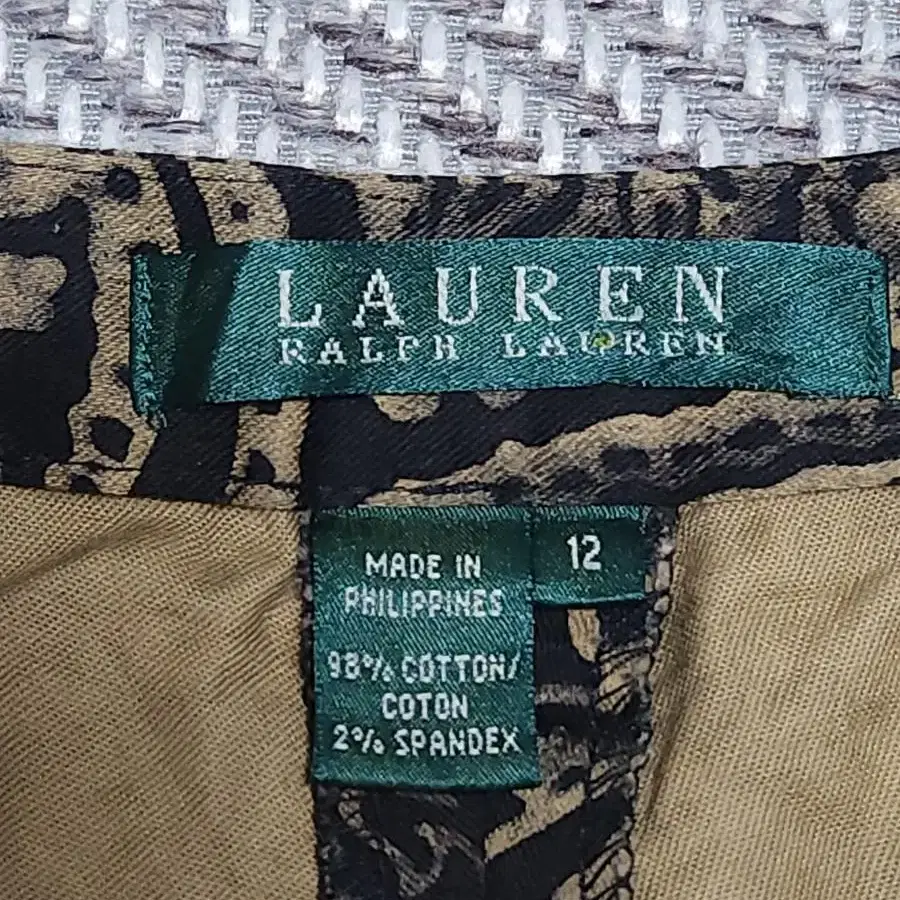 LAUREN
RALPH LAUREN
12
MADE IN
PHILIPPINES
98% COTTON/
COTON
2% SPANDEX